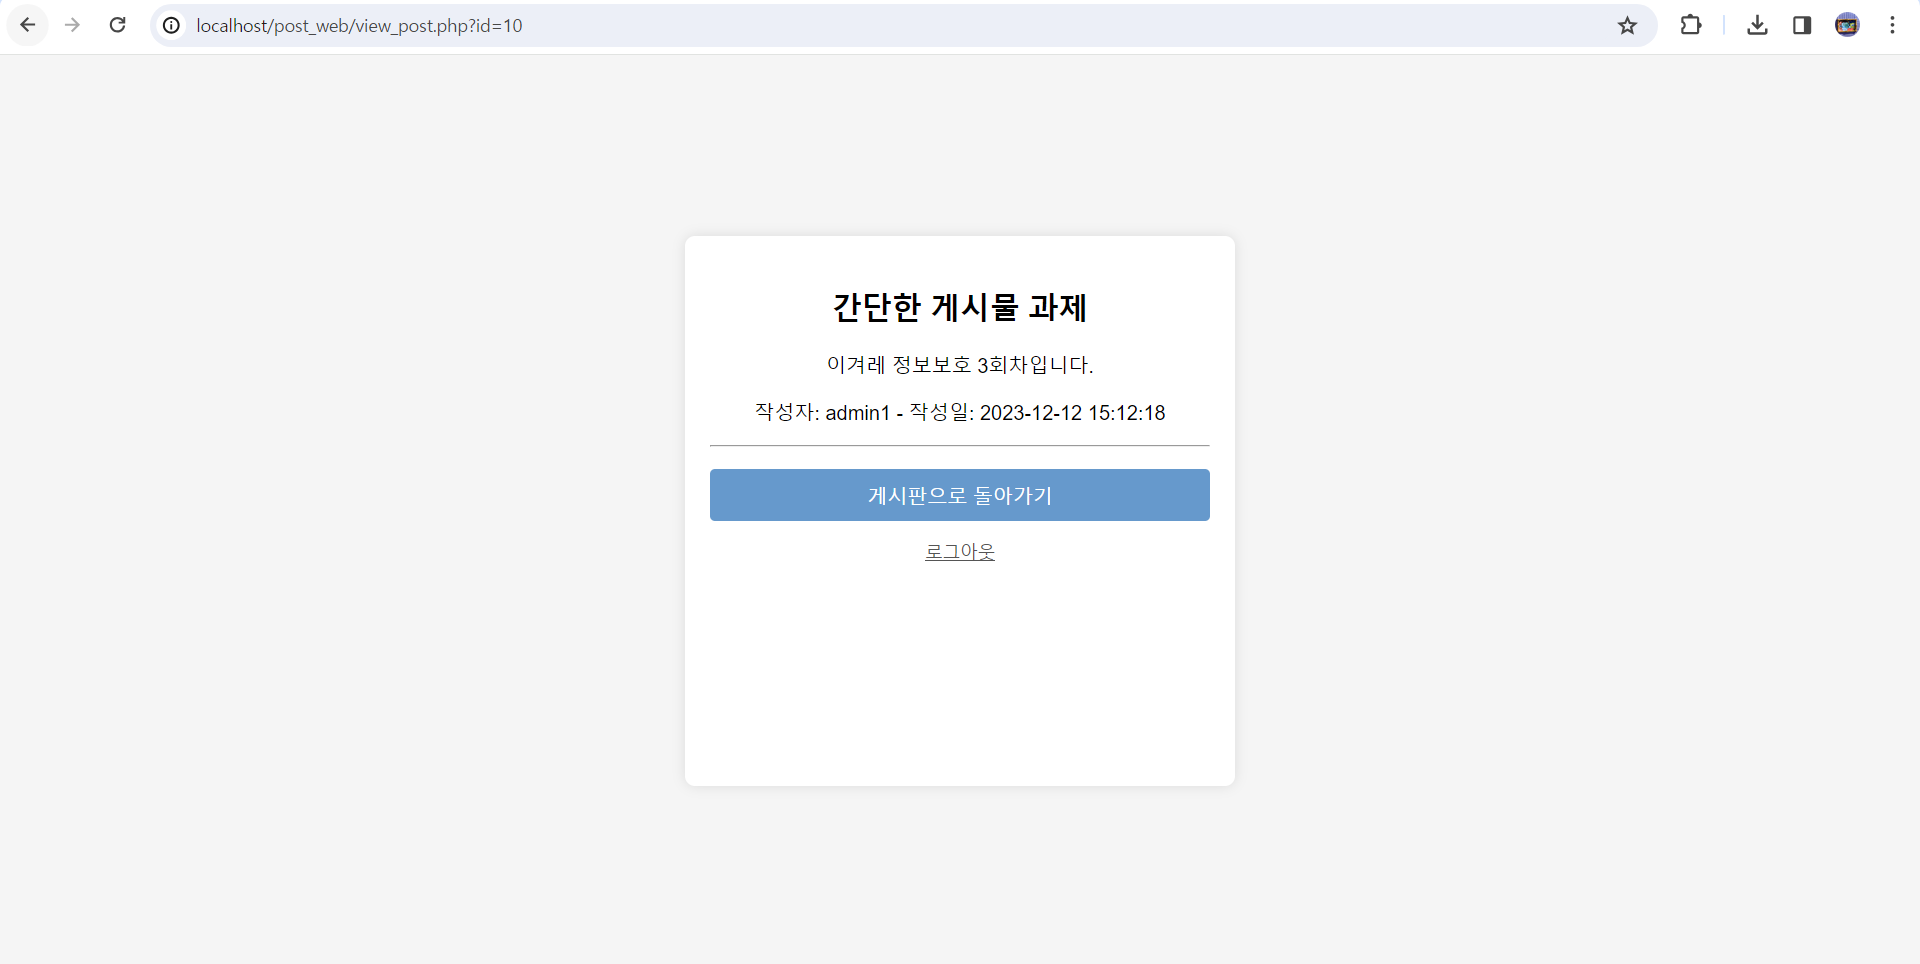 localhost/post_web/view_post.php?id=10
간단한 게시물 과제
이겨레 정보보호 3회차입니다.
작성자: admin1 - 작성일: 2023-12-12 15:12:18
게시판으로 돌아가기
로그아웃